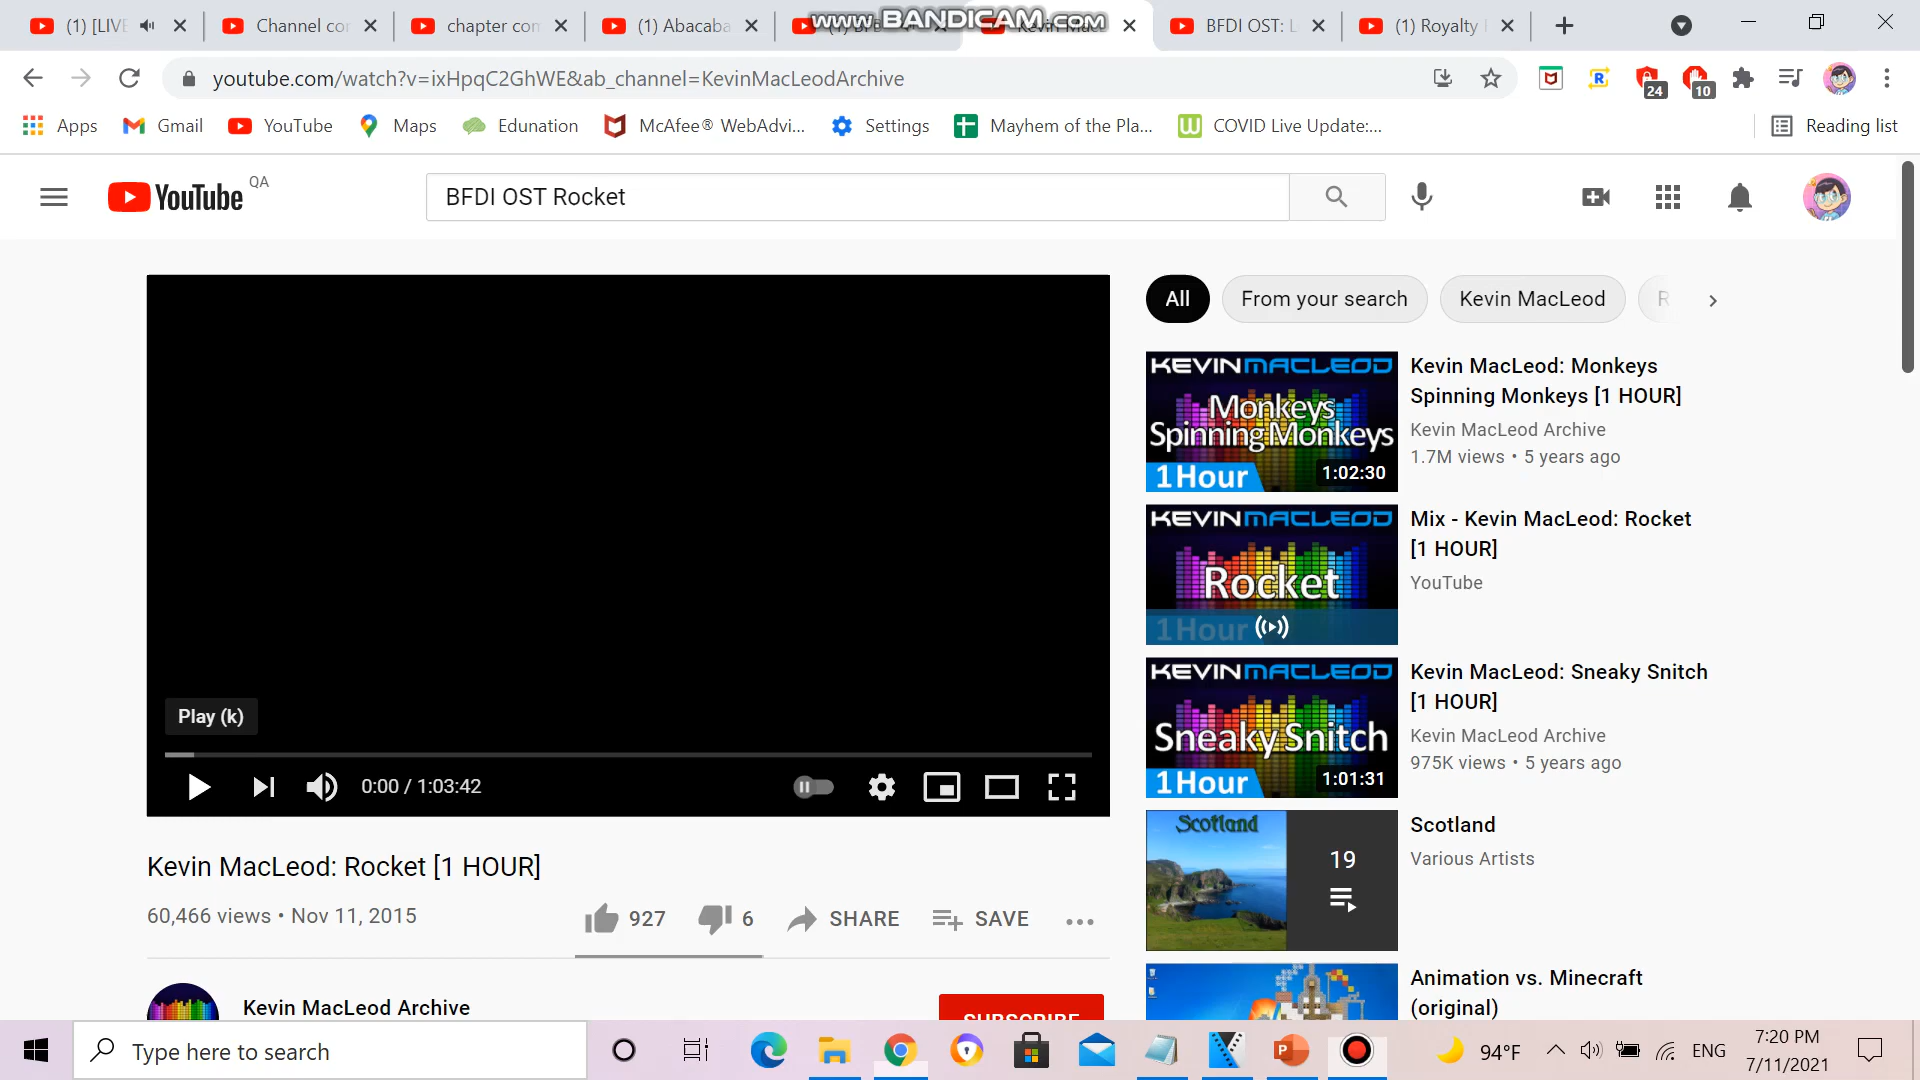 (1) [LIVE
Channel cor
chapter com
(1) Abacaba
www.BANDICAM.com
BFDI OST: L
(1) Royalty
youtube.com/watch?v=ixHpqC2GhWE&ab_channel=KevinMacLeodArchive
24
10
Apps
Gmail
YouTube
Maps
Edunation
McAfee® WebAdvi...
Settings
Mayhem of the Pla...
COVID Live Update:...
Reading list
YouTube QA
BFDI OST Rocket
All
From your search
Kevin MacLeod
R
Play (k)
0:00 / 1:03:42
Kevin MacLeod: Rocket [1 HOUR]
60,466 views • Nov 11, 2015
927
6
SHARE
SAVE
Kevin MacLeod Archive
SUBSCRIBE
KEVIN MACLEOD
Monkeys
Spinning Monkeys
1 Hour
1:02:30
Kevin MacLeod: Monkeys
Spinning Monkeys [1 HOUR]
Kevin MacLeod Archive
1.7M views • 5 years ago
KEVIN MACLEOD
Rocket
1 Hour
Mix - Kevin MacLeod: Rocket
[1 HOUR]
YouTube
KEVIN MACLEOD
Sneaky Snitch
1 Hour
1:01:31
Kevin MacLeod: Sneaky Snitch
[1 HOUR]
Kevin MacLeod Archive
975K views • 5 years ago
Scotland
19
Scotland
Various Artists
Animation vs. Minecraft
(original)
Type here to search
94°F
ENG
7:20 PM
7/11/2021